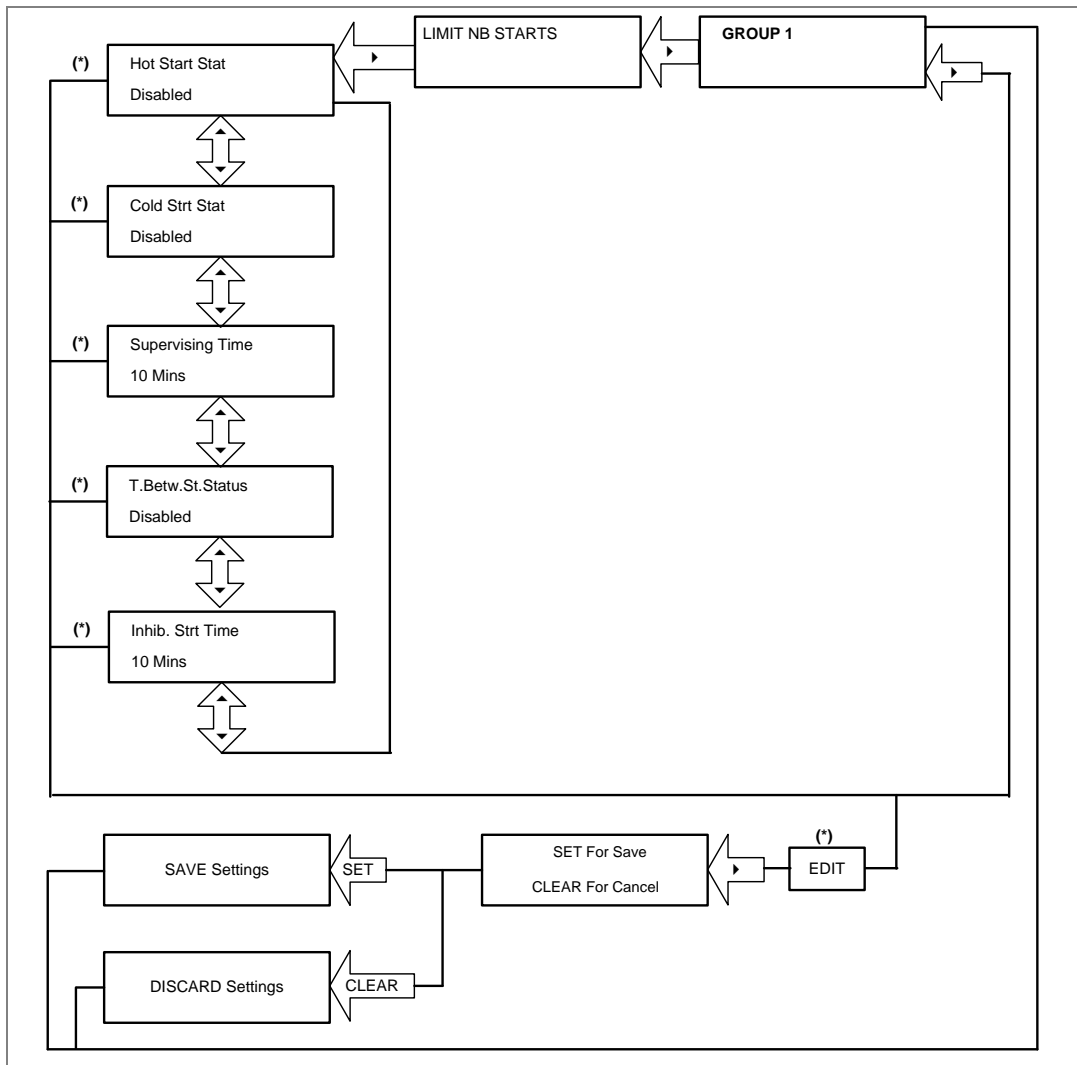 LIMIT NB STARTS
GROUP 1
(*)
Hot Start Stat
Disabled
(*)
Cold Strt Stat
Disabled
(*)
Supervising Time
10 Mins
(*)
T.Betw.St.Status
Disabled
(*)
Inhib. Strt Time
10 Mins
SAVE Settings
SET
SET For Save
CLEAR For Cancel
(*)
EDIT
DISCARD Settings
CLEAR